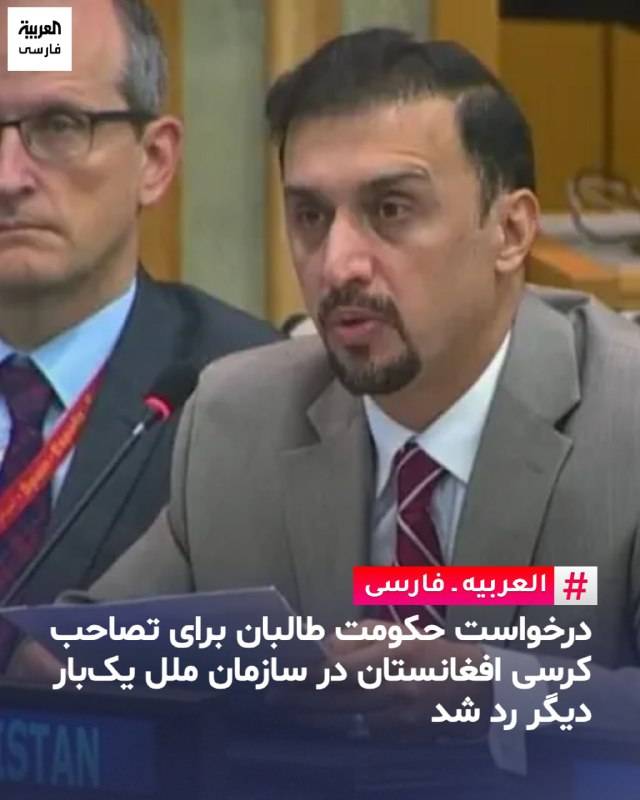 العربية
فارسی
# العربیه ـ فارسی
درخواست حکومت طالبان برای تصاحب
کرسی افغانستان در سازمان ملل یک‌بار
دیگر رد شد
ISTAN